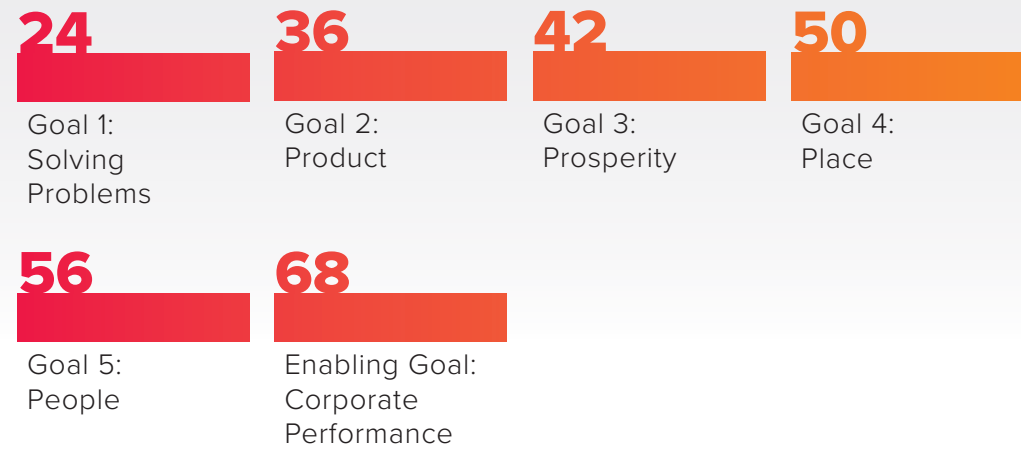 24
Goal 1:
Solving
Problems
36
Goal 2:
Product
42
Goal 3:
Prosperity
50
Goal 4:
Place
56
Goal 5:
People
68
Enabling Goal:
Corporate
Performance